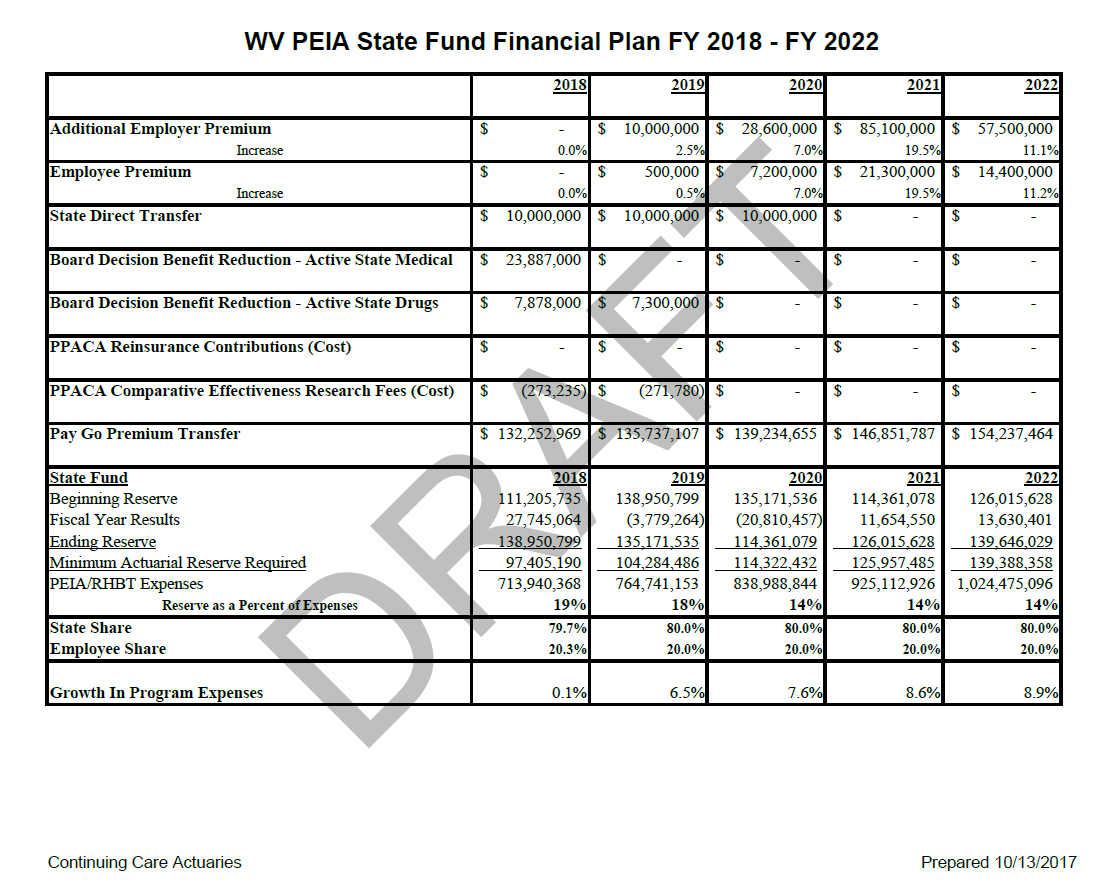 WV PEIA State Fund Financial Plan FY 2018 - FY 2022
2018 2019 2020 2021 2022
Additional Employer Premium $ - $ 10,000,000 $ 28,600,000 $ 85,100,000 $ 57,500,000
Increase 0.0% 2.5% 7.0% 19.5% 11.1%
Employee Premium $ - $ 500,000 $ 7,200,000 $ 21,300,000 $ 14,400,000
Increase 0.0% 0.5% 7.0% 19.5% 11.2%
State Direct Transfer $ 10,000,000 $ 10,000,000 $ 10,000,000 $ - $ -
Board Decision Benefit Reduction - Active State Medical $ 23,887,000 $ - $ - $ - $ -
Board Decision Benefit Reduction - Active State Drugs $ 7,878,000 $ 7,300,000 $ - $ - $ -
PPACA Reinsurance Contributions (Cost) $ - $ - $ - $ - $ -
PPACA Comparative Effectiveness Research Fees (Cost) $ (273,235) $ (271,780) $ - $ - $ -
Pay Go Premium Transfer $ 132,252,969 $ 135,737,107 $ 139,234,655 $ 146,851,787 $ 154,237,464
State Fund 2018 2019 2020 2021 2022
Beginning Reserve 111,205,735 138,950,799 135,171,536 114,361,078 126,015,628
Fiscal Year Results 27,745,064 (3,779,264) (20,810,457) 11,654,550 13,630,401
Ending Reserve 138,950,799 135,171,535 114,361,079 126,015,628 139,646,029
Minimum Actuarial Reserve Required 97,405,190 104,284,486 114,322,432 125,957,485 139,388,358
PEIA/RHBT Expenses 713,940,368 764,741,153 838,988,844 925,112,926 1,024,475,096
Reserve as a Percent of Expenses 19% 18% 14% 14% 14%
State Share 79.7% 80.0% 80.0% 80.0% 80.0%
Employee Share 20.3% 20.0% 20.0% 20.0% 20.0%
Growth In Program Expenses 0.1% 6.5% 7.6% 8.6% 8.9%
DRAFT
Continuing Care Actuaries Prepared 10/13/2017